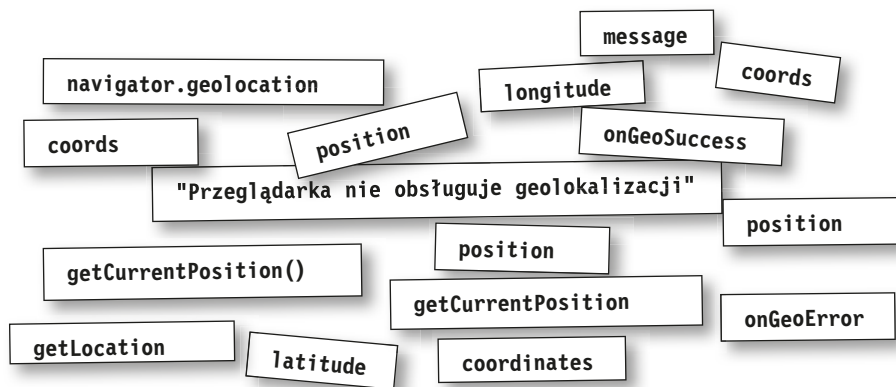 message
coords
navigator.geolocation
longitude
coords
position
onGeoSuccess
"Przeglądarka nie obsługuje geolokalizacji"
position
position
getCurrentPosition()
getCurrentPosition
onGeoError
getLocation
latitude
coordinates